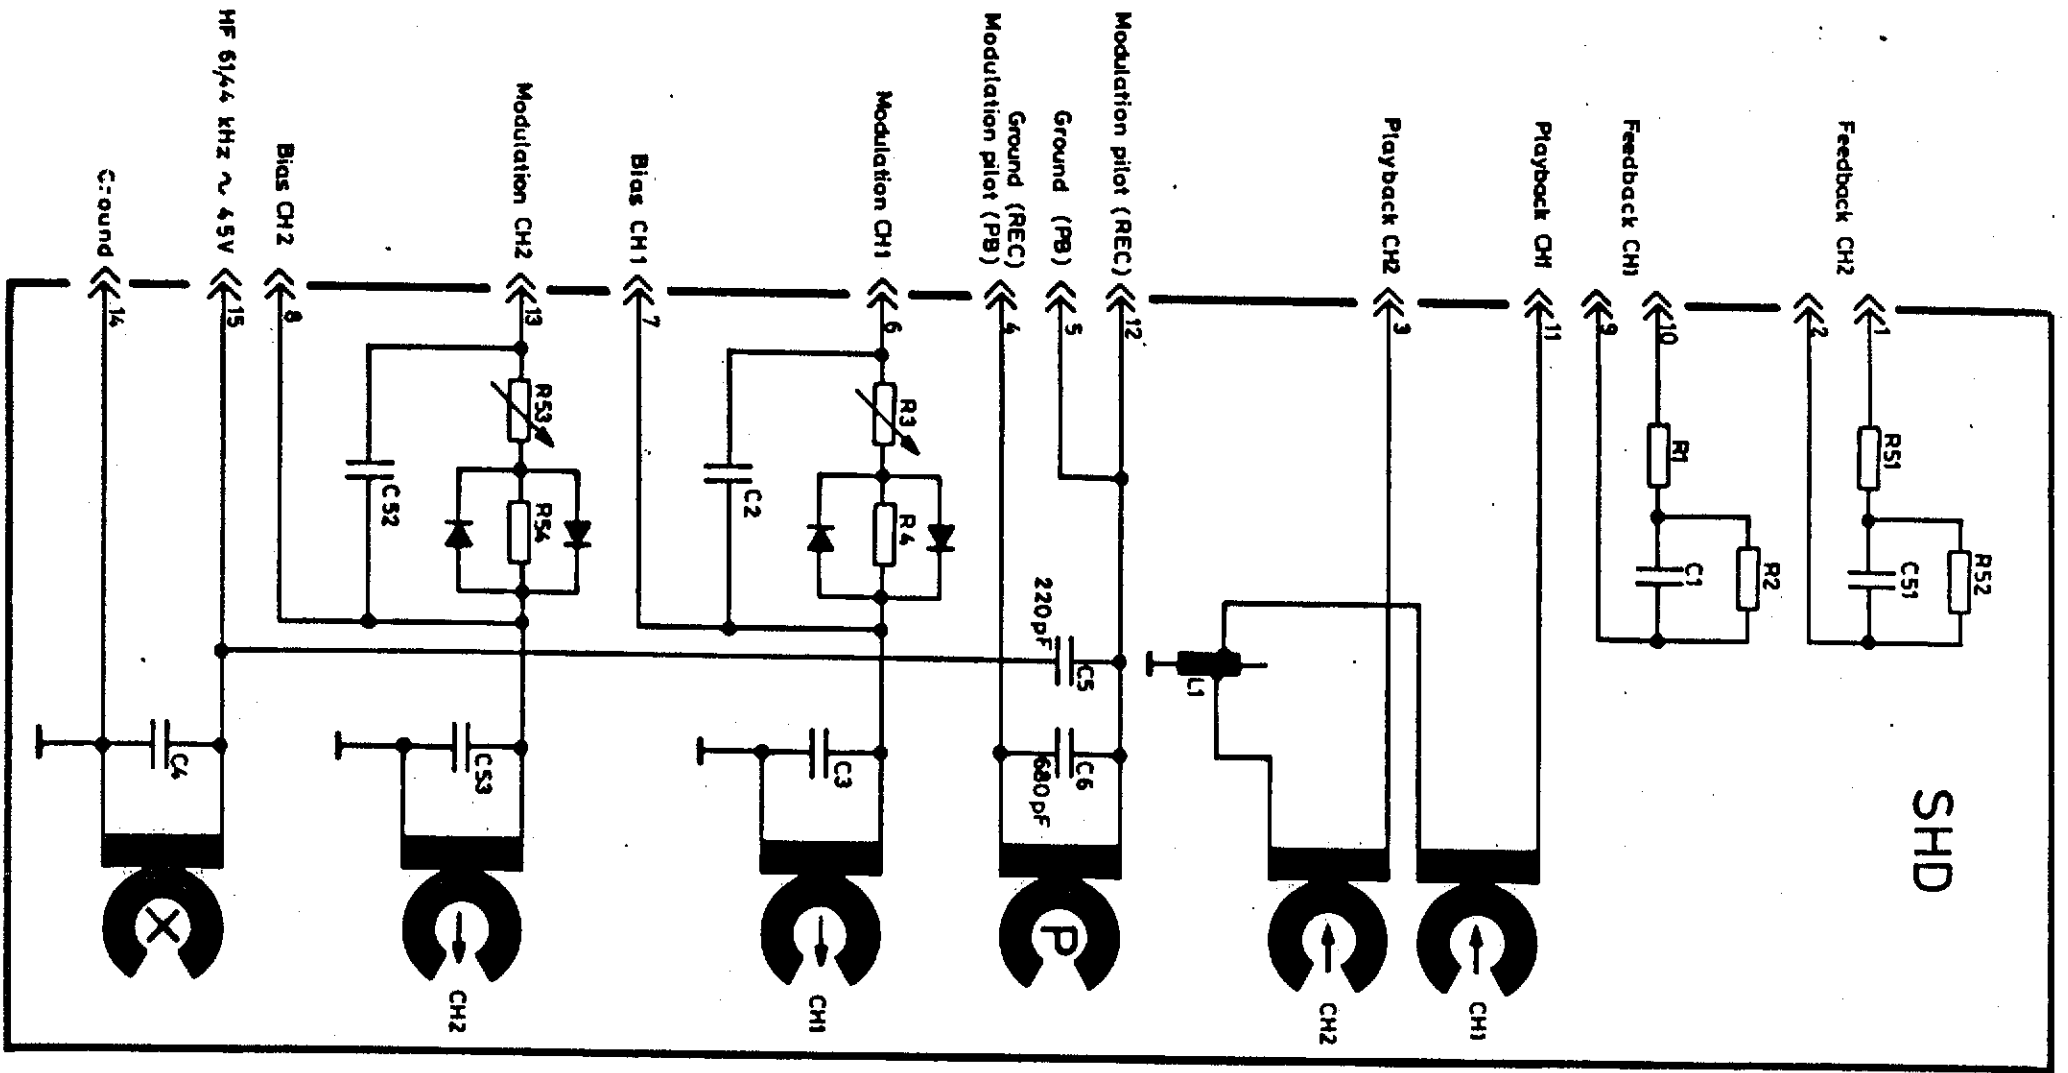 SHD
Feedback CH2
1
2
R51
R52
C51
Feedback CH1
10
9
R1
R2
C1
Playback CH1
11
CH1
Playback CH2
3
L1
CH2
Modulation pilot (REC)
12
Ground (PB)
5
Ground (REC)
Modulation pilot (PB)
4
220pF
C5
C6
680pF
P
Modulation CH1
6
R3
R4
C2
C3
CH1
Bias CH1
7
Modulation CH2
13
R53
R54
C52
C53
CH2
Bias CH2
8
HF 61,44 kHz ~ 45V
15
Ground
14
C4
X